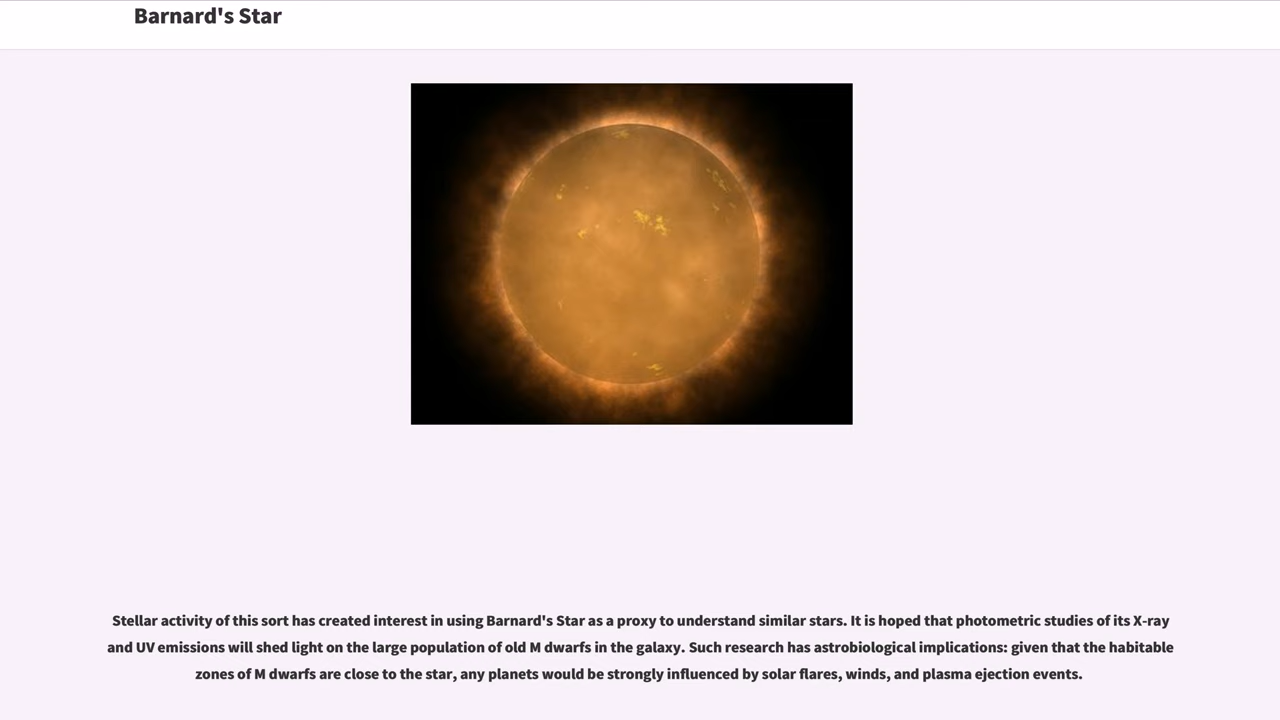 Barnard's Star
Stellar activity of this sort has created interest in using Barnard's Star as a proxy to understand similar stars. It is hoped that photometric studies of its X-ray
and UV emissions will shed light on the large population of old M dwarfs in the galaxy. Such research has astrobiological implications: given that the habitable
zones of M dwarfs are close to the star, any planets would be strongly influenced by solar flares, winds, and plasma ejection events.